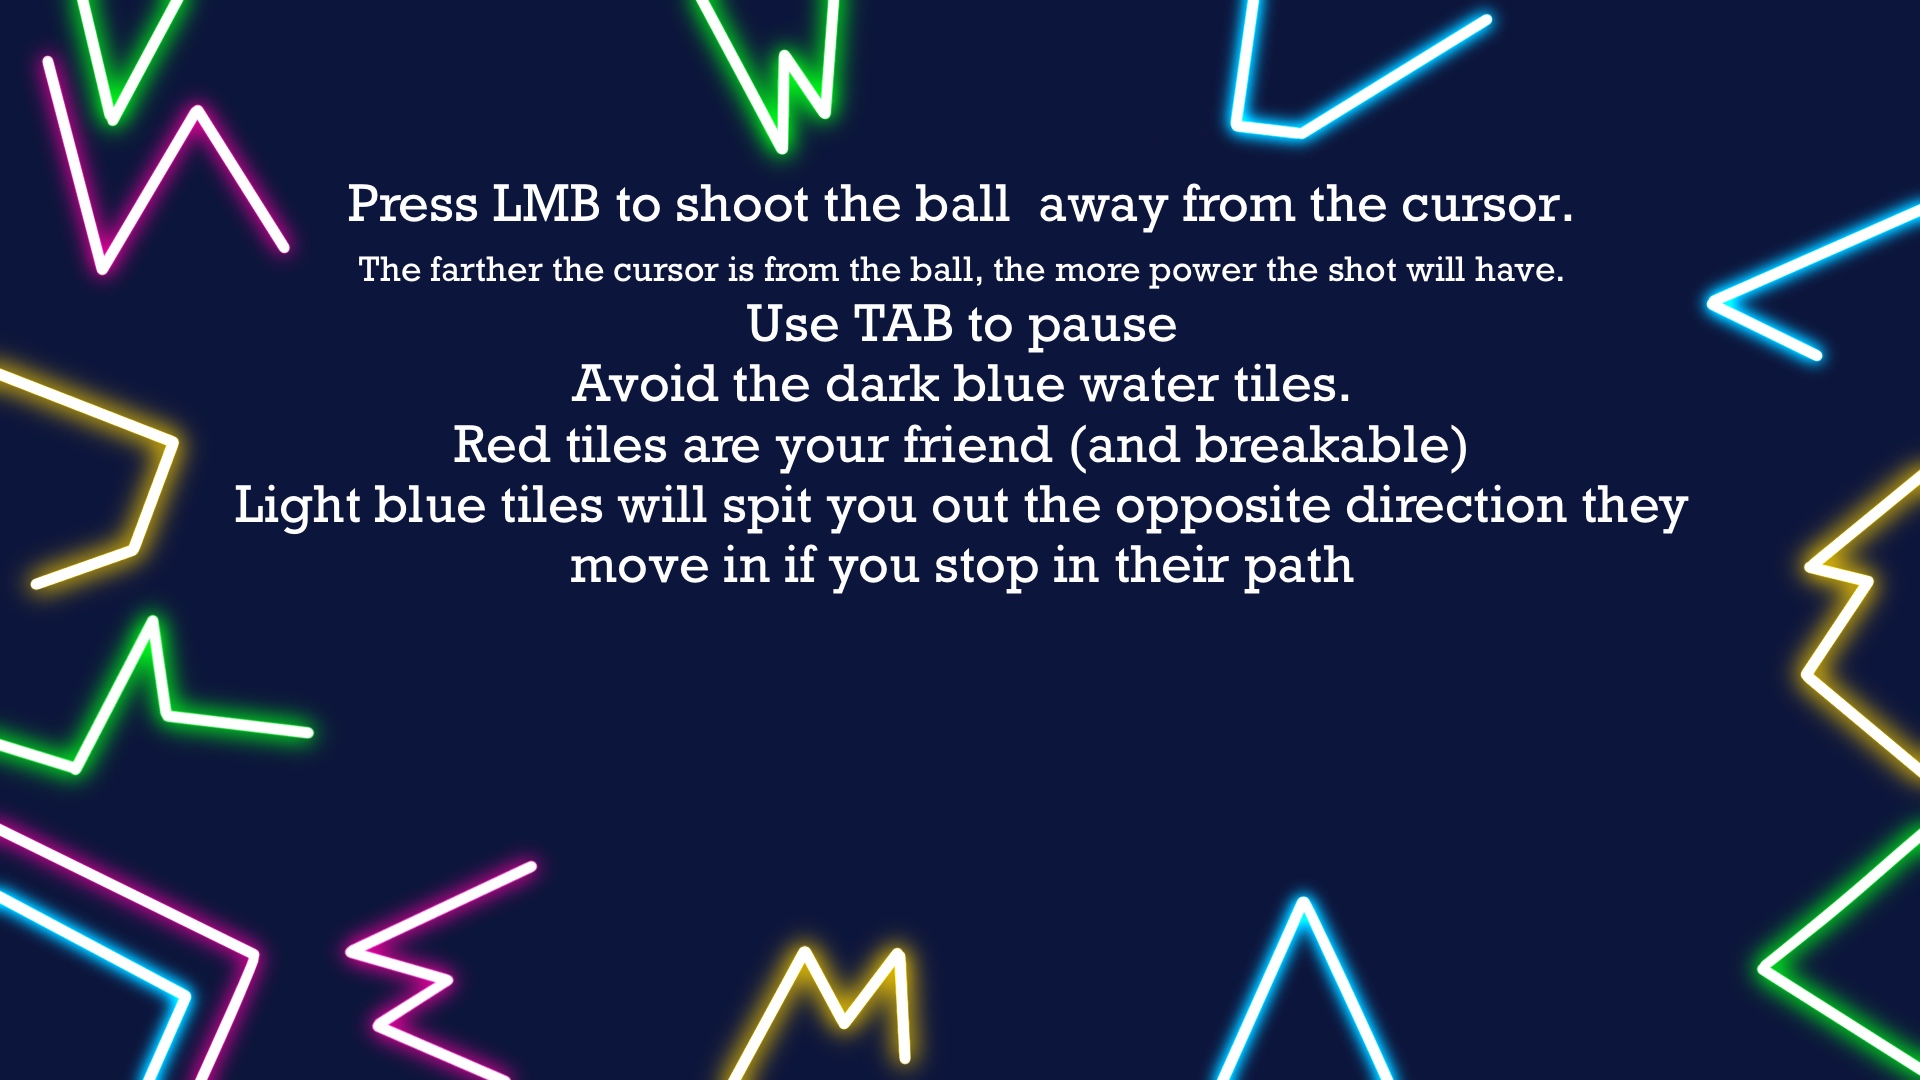 Press LMB to shoot the ball  away from the cursor.
The farther the cursor is from the ball, the more power the shot will have.
Use TAB to pause
Avoid the dark blue water tiles.
Red tiles are your friend (and breakable)
Light blue tiles will spit you out the opposite direction they
move in if you stop in their path